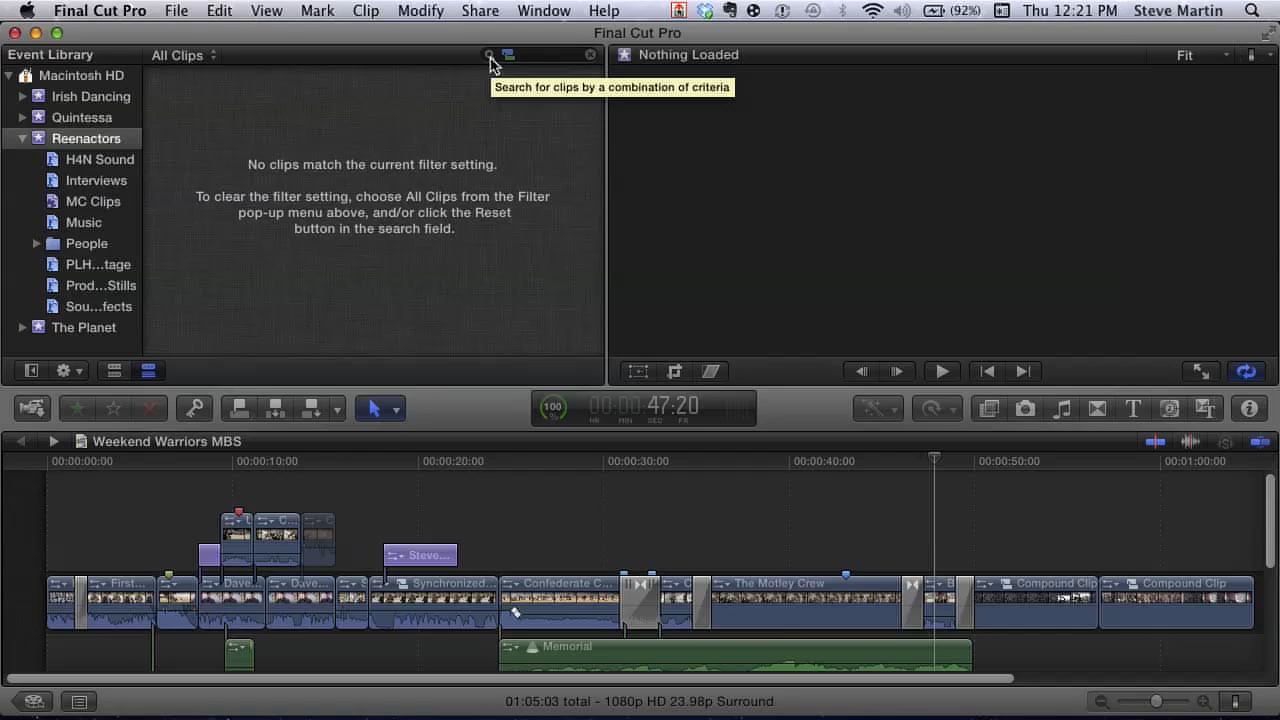 Final Cut Pro File Edit View Mark Clip Modify Share Window Help (92%) Thu 12:21 PM Steve Martin
Final Cut Pro
Event Library All Clips Nothing Loaded Fit
Search for clips by a combination of criteria
Macintosh HD
Irish Dancing
Quintessa
Reenactors
H4N Sound
Interviews
MC Clips
Music
People
PLH...tage
Prod...Stills
Sou...fects
The Planet
No clips match the current filter setting.
To clear the filter setting, choose All Clips from the Filter
pop-up menu above, and/or click the Reset
button in the search field.
100 % 00:00:47:20
HR MIN SEC FR
Weekend Warriors MBS
00:00:00:00 00:00:10:00 00:00:20:00 00:00:30:00 00:00:40:00 00:00:50:00 00:01:00:00
C...
Steve...
First... Dave... Dave... S Synchronized... Confederate C... C The Motley Crew B Compound Clip Compound Clip
Memorial
01:05:03 total - 1080p HD 23.98p Surround